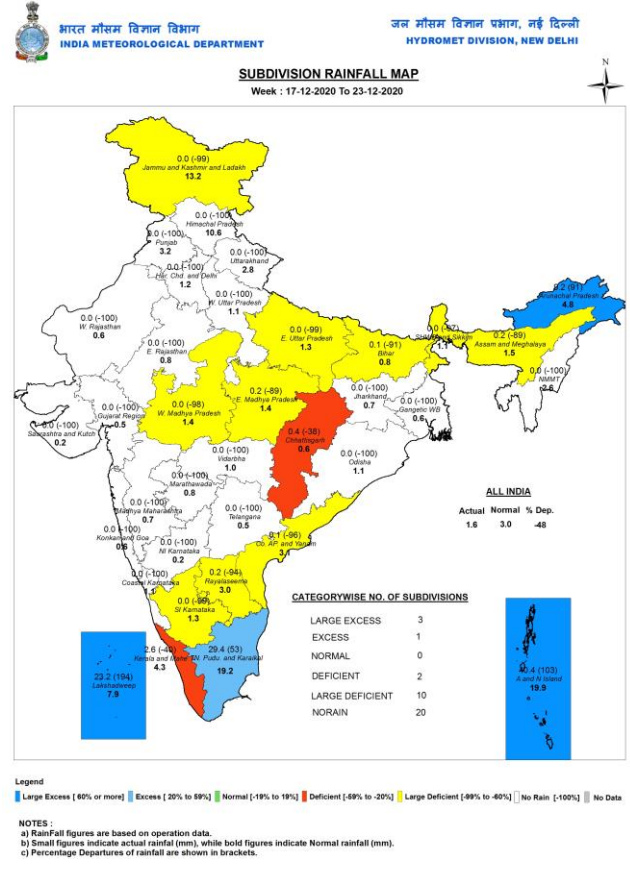 भारत मौसम विज्ञान विभाग
INDIA METEOROLOGICAL DEPARTMENT
जल मौसम विज्ञान प्रभाग, नई दिल्ली
HYDROMET DIVISION, NEW DELHI
SUBDIVISION RAINFALL MAP
Week : 17-12-2020 To 23-12-2020
N
0.0 (-99)
Jammu and Kashmir and Ladakh
13.2
0.0 (-100)
Himachal Pradesh
10.6
0.0 (-100)
Punjab
3.2
0.0 (-100)
Uttarakhand
2.8
0.0 (-100)
Har. Chd. and Delhi
1.2
0.0 (-100)
W. Uttar Pradesh
1.1
(91)
Arunachal Pradesh
4.8
0.0 (-100)
W. Rajasthan
0.6
0.0 (-99)
E. Uttar Pradesh
1.3
0.0 (-97)
Sikkim
1.1
0.2 (-89)
Assam and Meghalaya
1.5
0.0 (-100)
E. Rajasthan
0.8
0.1 (-91)
Bihar
0.8
0.0 (-100)
NMMT
2.6
0.0 (-98)
W. Madhya Pradesh
1.4
0.2 (-89)
E. Madhya Pradesh
1.4
0.0 (-100)
Jharkhand
0.7
0.0 (-100)
Gangetic WB
0.6
0.0 (-100)
Gujarat Region
0.5
0.0 (-100)
Saurashtra and Kutch
0.2
0.4 (-38)
Chhattisgarh
0.6
0.0 (-100)
Vidarbha
1.0
0.0 (-100)
Odisha
1.1
0.0 (-100)
Marathawada
0.8
0.0 (-100)
Madhya Maharashtra
0.7
0.0 (-100)
Telangana
0.5
0.0 (-100)
Konkan and Goa
0.6
0.0 (-100)
NI Karnataka
0.2
0.1 (-96)
Co. AP. and Yanam
3.1
0.0 (-100)
Coastal Karnataka
1.1
0.2 (-94)
Rayalaseema
3.0
0.0 (-99)
SI Karnataka
1.3
2.6
Kerala and Mahe
4.3
29.4 (53)
TN. Pudu. and Karaikal
19.2
23.2 (194)
Lakshadweep
7.9
40.4 (103)
A and N Island
19.9
ALL INDIA
Actual Normal % Dep.
1.6 3.0 -48
CATEGORYWISE NO. OF SUBDIVISIONS
LARGE EXCESS 3
EXCESS 1
NORMAL 0
DEFICIENT 2
LARGE DEFICIENT 10
NORAIN 20
Legend
Large Excess [ 60% or more] Excess [ 20% to 59%] Normal [-19% to 19%] Deficient [-59% to -20%] Large Deficient [-99% to -60%] No Rain [-100%] No Data
NOTES :
a) RainFall figures are based on operation data.
b) Small figures indicate actual rainfal (mm), while bold figures indicate Normal rainfall (mm).
c) Percentage Departures of rainfall are shown in brackets.